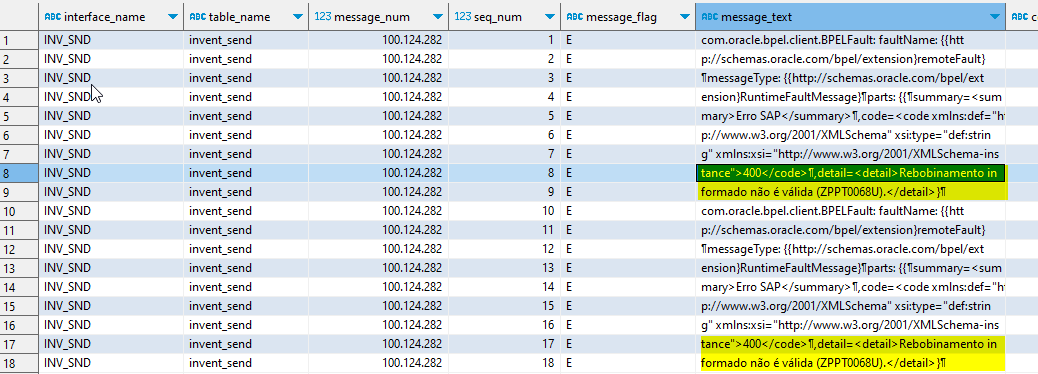 ABC interface_name ABC table_name 123 message_num 123 seq_num ABC message_flag ABC message_text ABC c
1 INV_SND invent_send 100.124.282 1 E com.oracle.bpel.client.BPELFault: faultName: {{htt
2 INV_SND invent_send 100.124.282 2 E p://schemas.oracle.com/bpel/extension}remoteFault}
3 INV_SND invent_send 100.124.282 3 E ¶messageType: {{http://schemas.oracle.com/bpel/ext
4 INV_SND invent_send 100.124.282 4 E ension}RuntimeFaultMessage}¶parts: {{¶summary=<sum
5 INV_SND invent_send 100.124.282 5 E mary>Erro SAP</summary>¶,code=<code xmlns:def="ht
6 INV_SND invent_send 100.124.282 6 E p://www.w3.org/2001/XMLSchema" xsi:type="def:strin
7 INV_SND invent_send 100.124.282 7 E g" xmlns:xsi="http://www.w3.org/2001/XMLSchema-ins
8 INV_SND invent_send 100.124.282 8 E tance">400</code>¶,detail=<detail>Rebobinamento in
9 INV_SND invent_send 100.124.282 9 E formado não é válida (ZPPT0068U).</detail>}¶
10 INV_SND invent_send 100.124.282 10 E com.oracle.bpel.client.BPELFault: faultName: {{htt
11 INV_SND invent_send 100.124.282 11 E p://schemas.oracle.com/bpel/extension}remoteFault}
12 INV_SND invent_send 100.124.282 12 E ¶messageType: {{http://schemas.oracle.com/bpel/ext
13 INV_SND invent_send 100.124.282 13 E ension}RuntimeFaultMessage}¶parts: {{¶summary=<sum
14 INV_SND invent_send 100.124.282 14 E mary>Erro SAP</summary>¶,code=<code xmlns:def="ht
15 INV_SND invent_send 100.124.282 15 E p://www.w3.org/2001/XMLSchema" xsi:type="def:strin
16 INV_SND invent_send 100.124.282 16 E g" xmlns:xsi="http://www.w3.org/2001/XMLSchema-ins
17 INV_SND invent_send 100.124.282 17 E tance">400</code>¶,detail=<detail>Rebobinamento in
18 INV_SND invent_send 100.124.282 18 E formado não é válida (ZPPT0068U).</detail>}¶